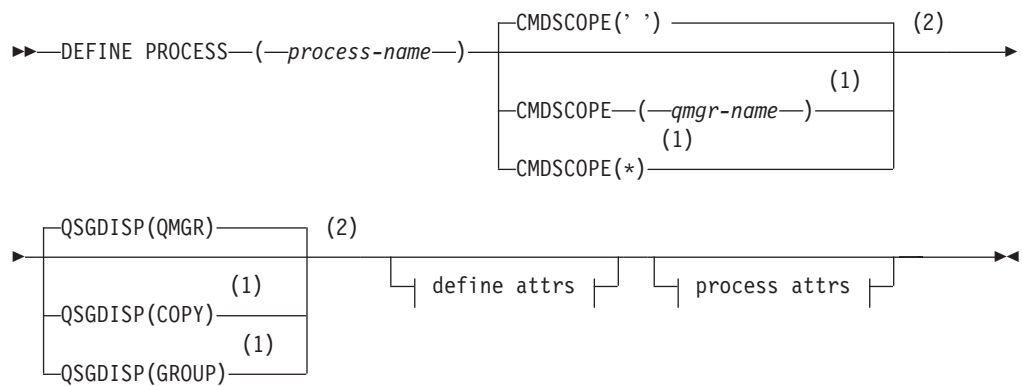 CMDSCOPE(’ ’) (2)
DEFINE PROCESS ( process-name )
(1)
CMDSCOPE ( qmgr-name )
(1)
CMDSCOPE(*)
QSGDISP(QMGR) (2)
define attrs process attrs
(1)
QSGDISP(COPY)
(1)
QSGDISP(GROUP)